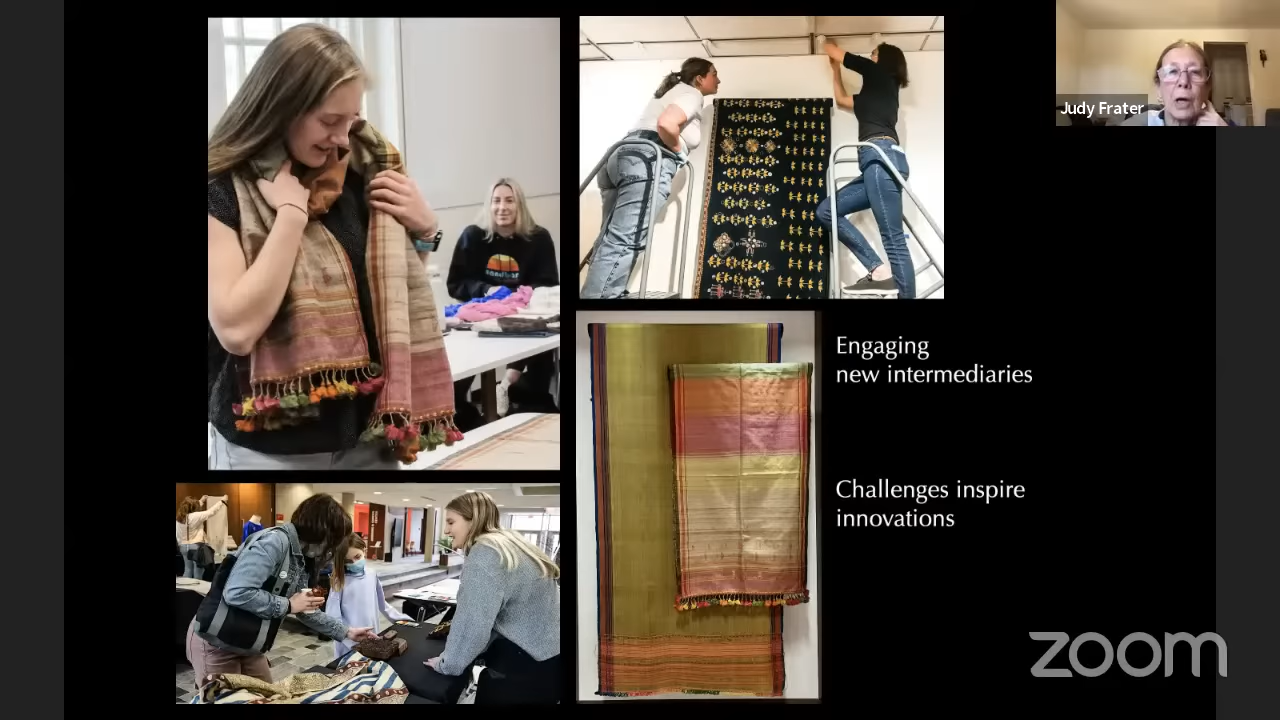 Judy Frater
Engaging
new intermediaries
Challenges inspire
innovations
zoom